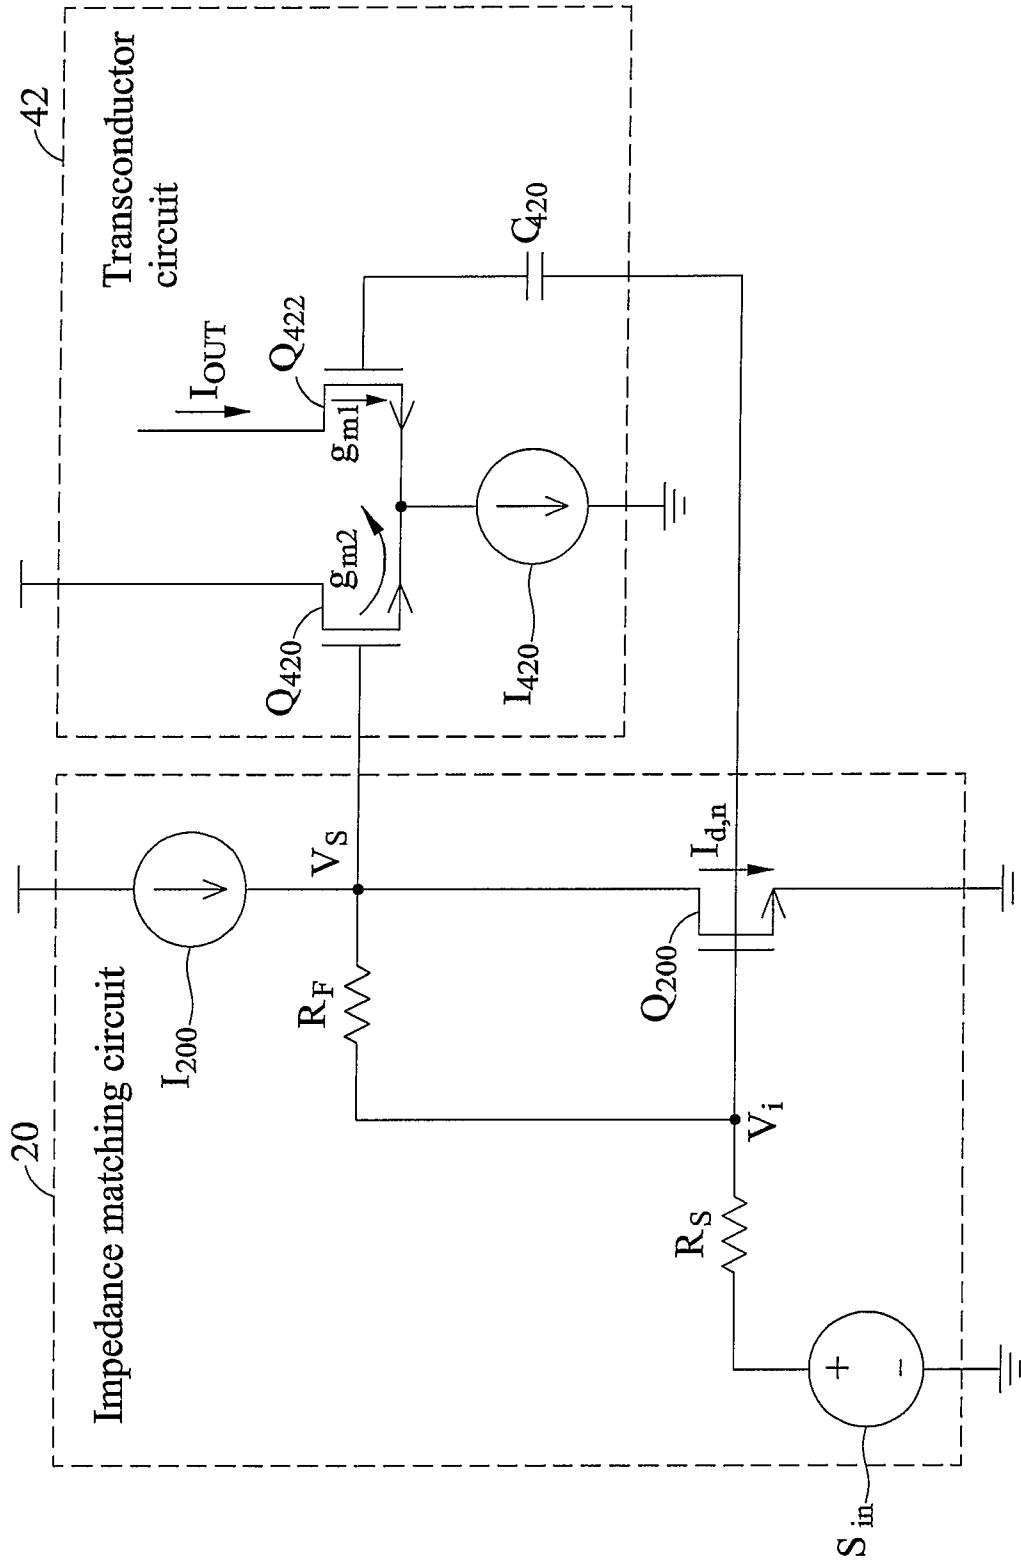 20
Impedance matching circuit
I200
RF
VS
Q200
Id,n
Vi
RS
Sin
+
-
42
Transconductor
circuit
IOUT
Q420
gm2
gm1
Q422
I420
C420